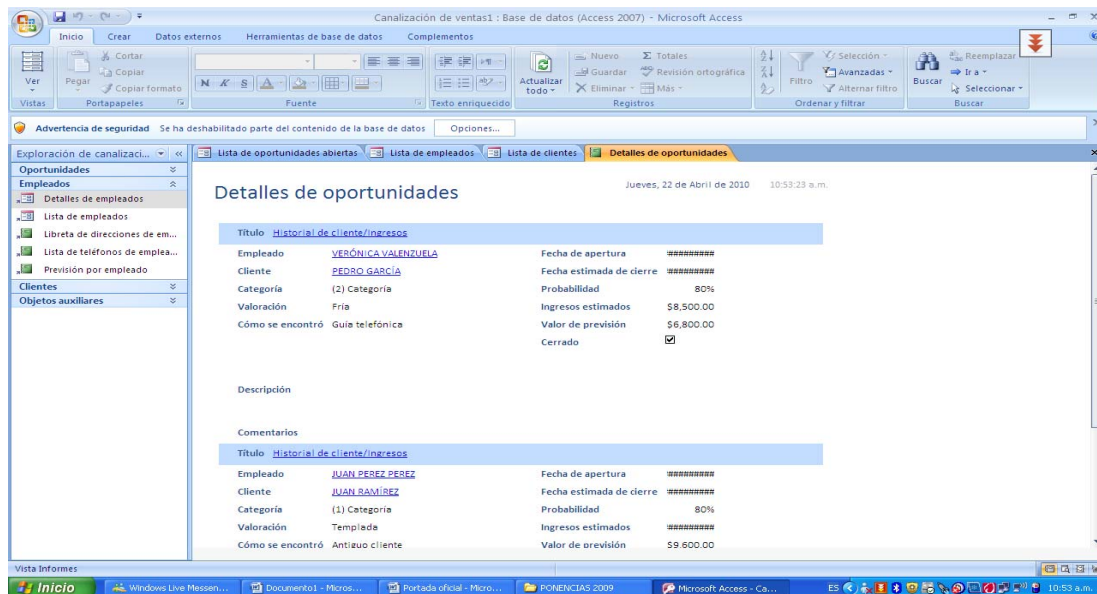 Canalización de ventas1 : Base de datos (Access 2007) - Microsoft Access
Inicio Crear Datos externos Herramientas de base de datos Complementos
Ver
Vistas
Pegar
Cortar
Copiar
Copiar formato
Portapapeles
N K S
Fuente
Texto enriquecido
Actualizar todo
Nuevo
Guardar
Eliminar
Totales
Revisión ortográfica
Más
Registros
Filtro
Selección
Avanzadas
Alternar filtro
Ordenar y filtrar
Buscar
Reemplazar
Ir a
Seleccionar
Buscar
Advertencia de seguridad Se ha deshabilitado parte del contenido de la base de datos Opciones...
Exploración de canalizaci...
Oportunidades
Empleados
Detalles de empleados
Lista de empleados
Libreta de direcciones de em...
Lista de teléfonos de emplea...
Previsión por empleado
Clientes
Objetos auxiliares
Lista de oportunidades abiertas Lista de empleados Lista de clientes Detalles de oportunidades
Detalles de oportunidades
Jueves, 22 de Abril de 2010 10:53:23 a.m.
Título Historial de cliente/ingresos
Empleado VERÓNICA VALENZUELA Fecha de apertura #########
Cliente PEDRO GARCÍA Fecha estimada de cierre #########
Categoría (2) Categoría Probabilidad 80%
Valoración Fría Ingresos estimados $8,500.00
Cómo se encontró Guía telefónica Valor de previsión $6,800.00
Cerrado
Descripción
Comentarios
Título Historial de cliente/ingresos
Empleado JUAN PEREZ PEREZ Fecha de apertura #########
Cliente JUAN RAMÍREZ Fecha estimada de cierre #########
Categoría (1) Categoría Probabilidad 80%
Valoración Templada Ingresos estimados #########
Cómo se encontró Antiguo cliente Valor de previsión $9,600.00
Vista Informes
Inicio Windows Live Messen... Documento1 - Micros... Portada oficial - Micro... PONENCIAS 2009 Microsoft Access - Ca... ES 10:53 a.m.